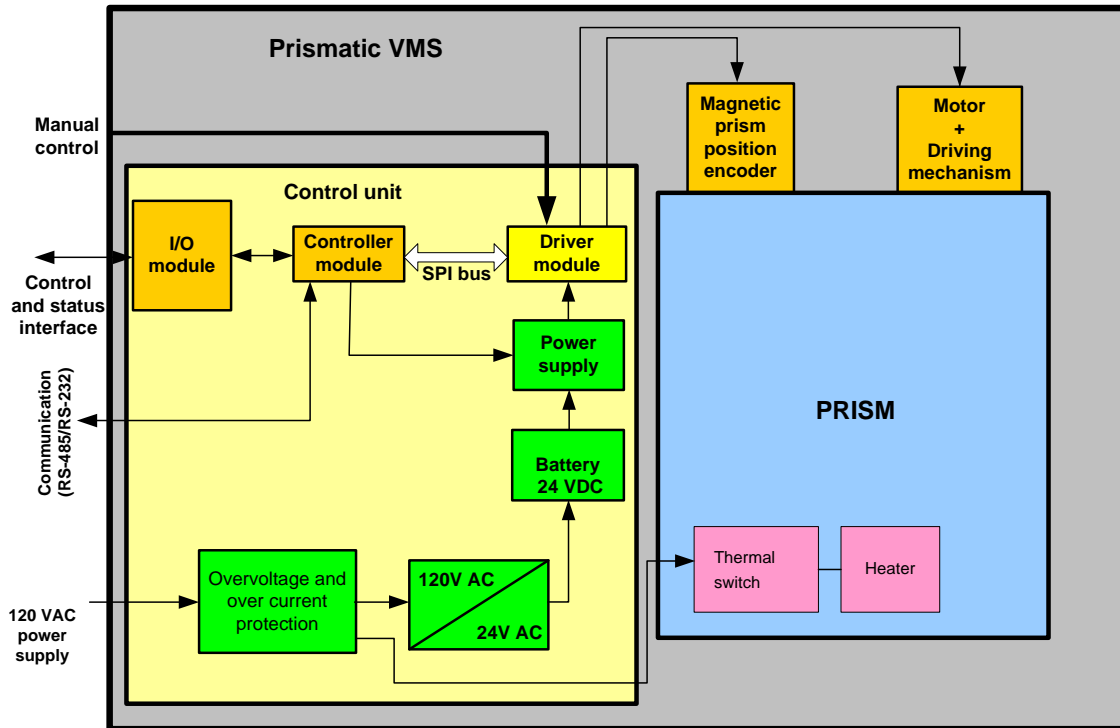 Prismatic VMS
Magnetic
prism
position
encoder
Motor
+
Driving
mechanism
Manual
control
Control unit
I/O
module
Controller
module
SPI bus
Driver
module
Control
and status
interface
Power
supply
Communication
(RS-485/RS-232)
PRISM
Battery
24 VDC
Overvoltage and
over current
protection
120V AC
24V AC
Thermal
switch
Heater
120 VAC
power
supply